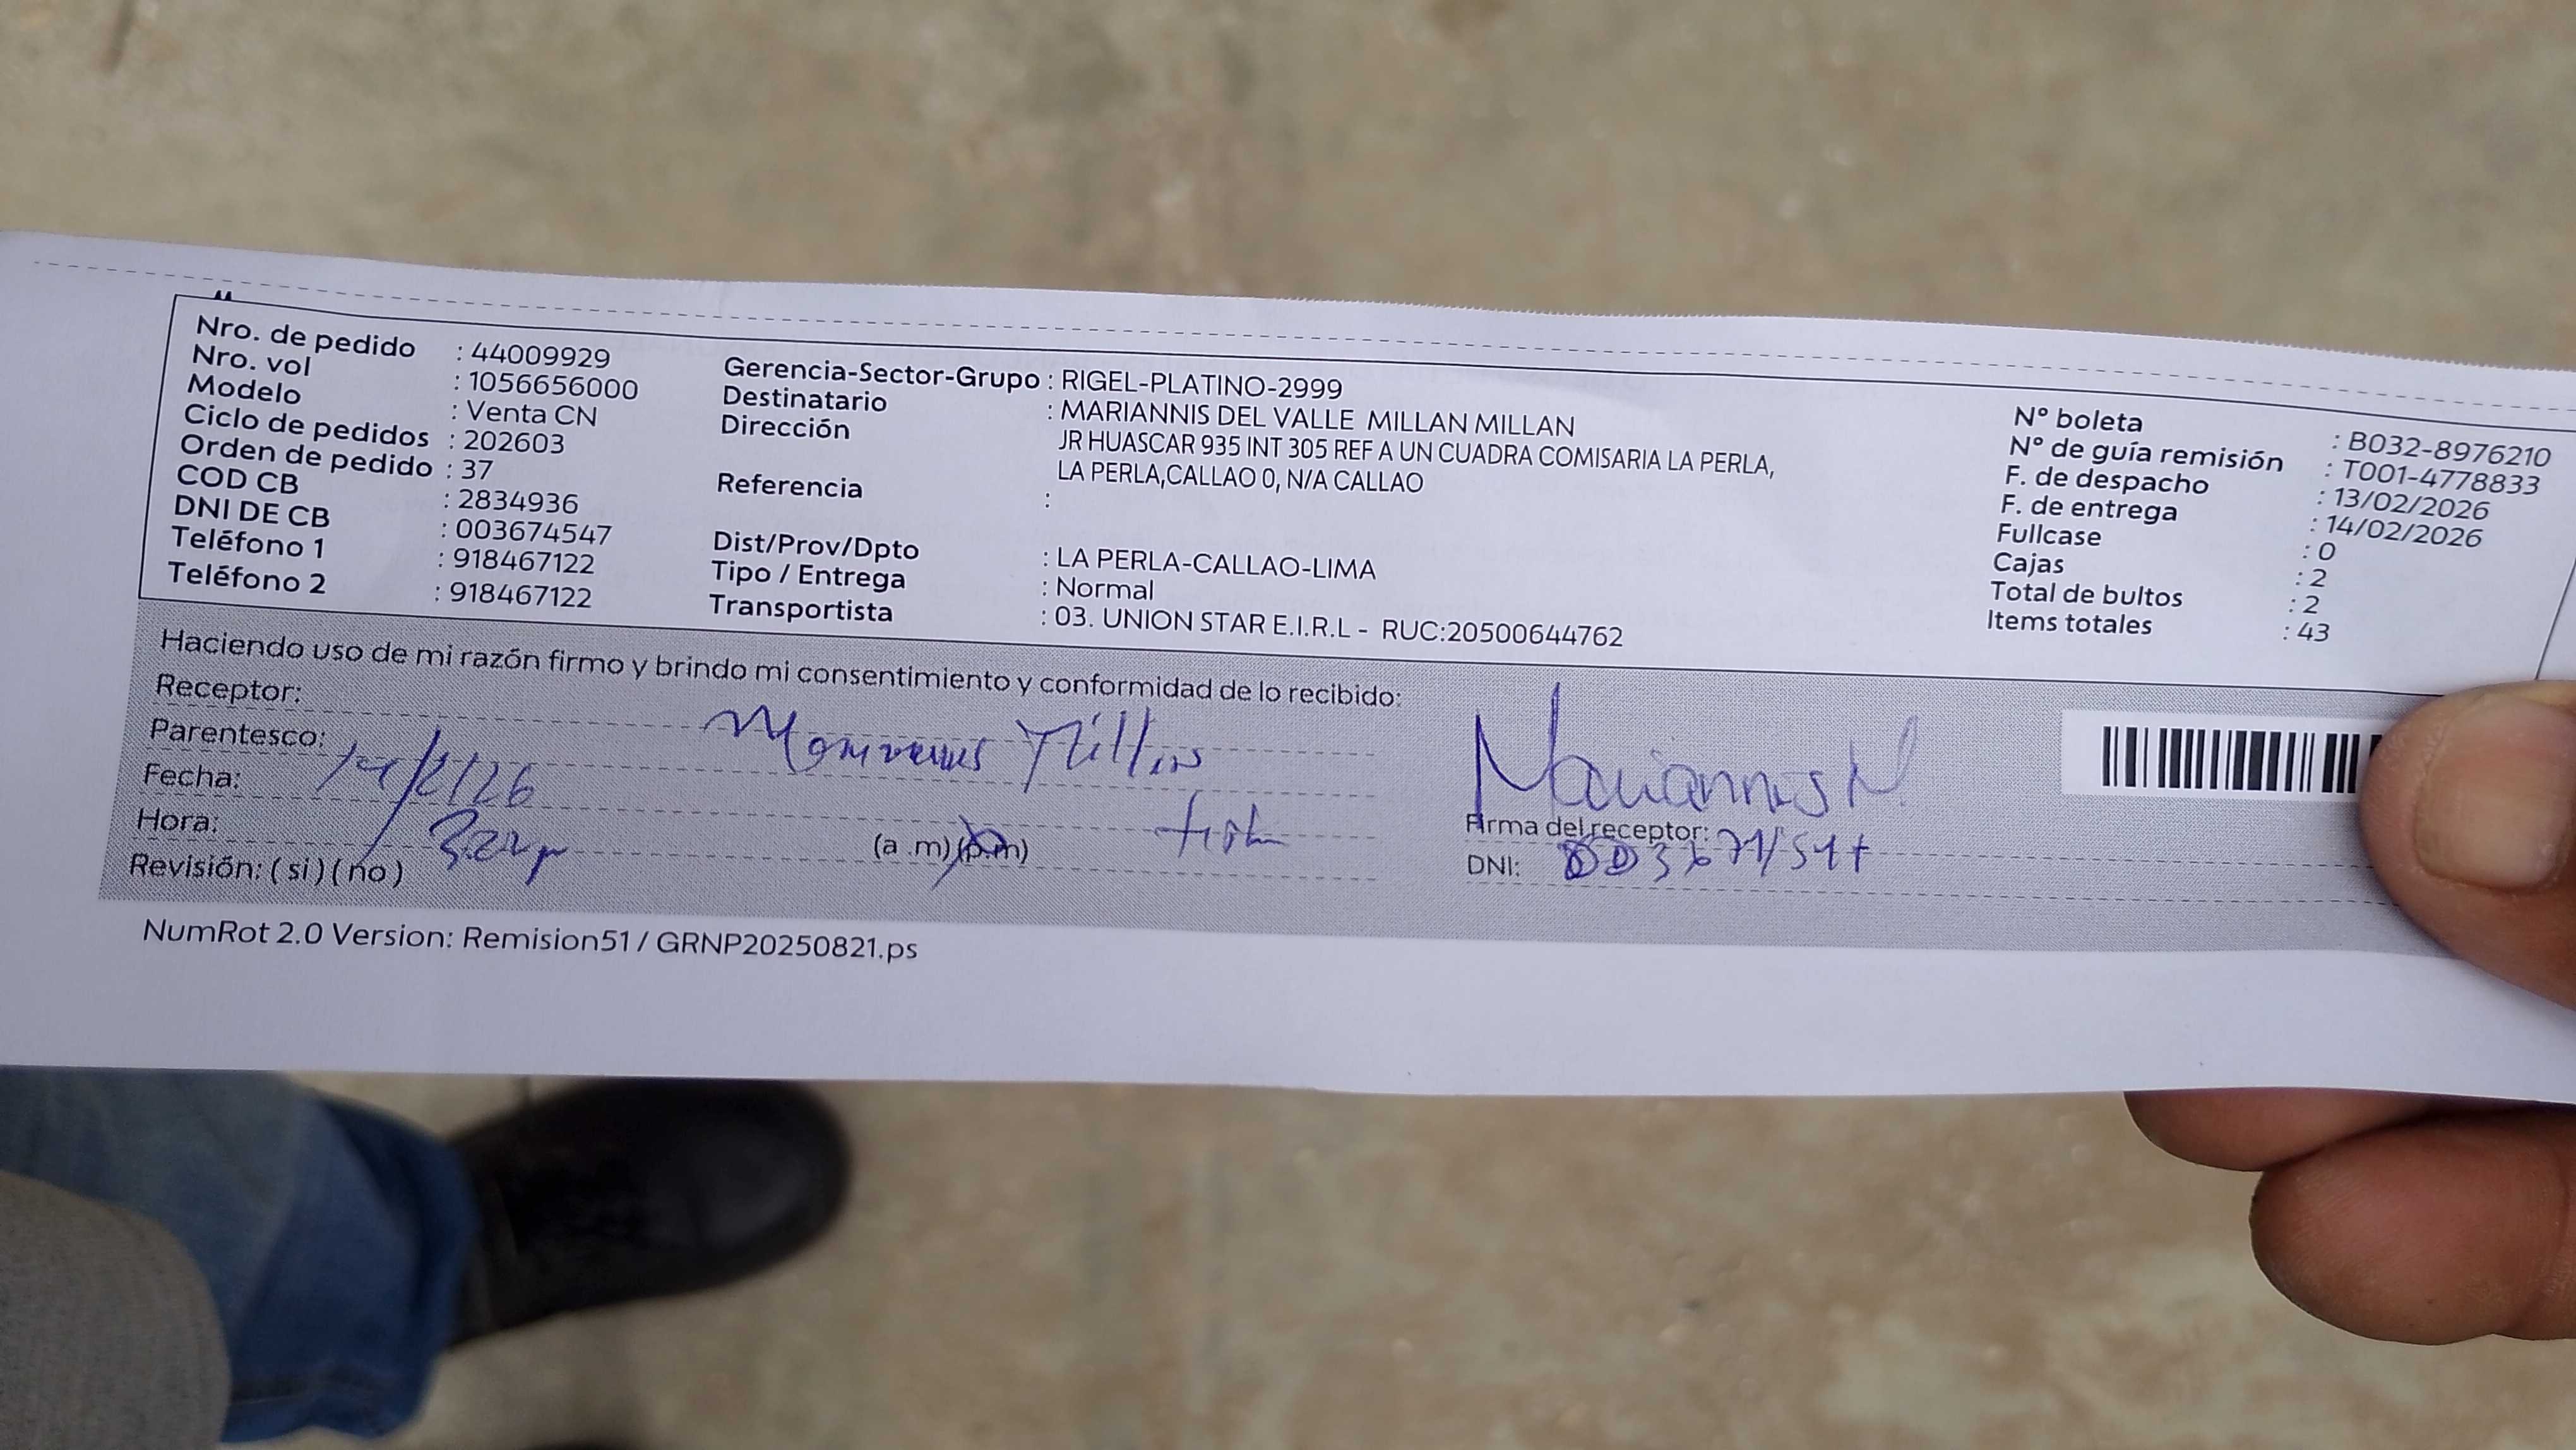 Nro. de pedido : 44009929
Nro. vol : 1056656000
Modelo : Venta CN
Ciclo de pedidos : 202603
Orden de pedido : 37
COD CB : 2834936
DNI DE CB : 003674547
Teléfono 1 : 918467122
Teléfono 2 : 918467122
Gerencia-Sector-Grupo : RIGEL-PLATINO-2999
Destinatario : MARIANNIS DEL VALLE MILLAN MILLAN
Dirección JR HUASCAR 935 INT 305 REF A UN CUADRA COMISARIA LA PERLA,
LA PERLA,CALLAO 0, N/A CALLAO
Referencia :
Dist/Prov/Dpto : LA PERLA-CALLAO-LIMA
Tipo / Entrega : Normal
Transportista : 03. UNION STAR E.I.R.L - RUC:20500644762
N° boleta : B032-8976210
N° de guía remisión : T001-4778833
F. de despacho : 13/02/2026
F. de entrega : 14/02/2026
Fullcase : 0
Cajas : 2
Total de bultos : 2
Items totales : 43
Haciendo uso de mi razón firmo y brindo mi consentimiento y conformidad de lo recibido:
Receptor:
Parentesco:
Fecha: 14/2/26
Hora: (a .m) (p.m)
Revisión: ( si ) ( no )
Mariannis M
Firma del receptor:
DNI:
NumRot 2.0 Version: Remision51 / GRNP20250821.ps